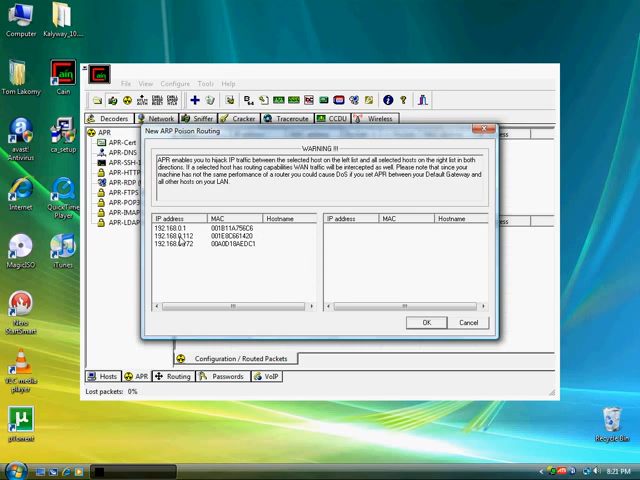 Computer
Kalyway_10....
Tom Lakomy
Cain
avast!
Antivirus
ca_setup
Internet
QuickTime
Player
MagicISO
iTunes
Nero
StartSmart
VLC media
player
µTorrent
Recycle Bin
File View Configure Tools Help
Decoders Network Sniffer Cracker Traceroute CCDU Wireless
APR
APR-Cert
APR-DNS
APR-SSH-1
APR-HTTP
APR-FTPS
APR-POP3
APR-IMAP
APR-LDAP
New ARP Poison Routing
WARNING !!!
APR enables you to hijack IP traffic between the selected host on the left list and all selected hosts on the right list in both
directions. If a selected host has routing capabilities WAN traffic will be intercepted as well. Please note that since your
machine has not the same performance of a router you could cause DoS if you set APR between your Default Gateway and
all other hosts on your LAN.
IP address MAC Hostname
192.168.0.1 001B11A756C6
192.168.0.112 001E8C661420
00A0D18AEDC1
IP address MAC Hostname
OK Cancel
Configuration / Routed Packets
Hosts APR Routing Passwords VoIP
Lost packets: 0%
8:21 PM